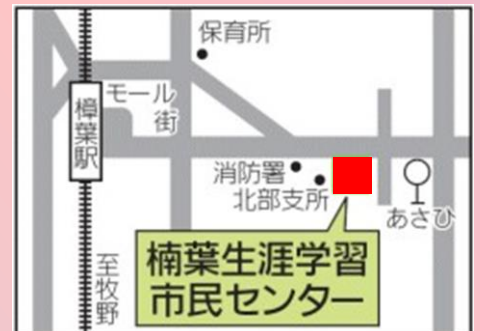 保育所
モール
街
樟葉駅
消防署
北部支所
あさひ
至牧野
楠葉生涯学習
市民センター